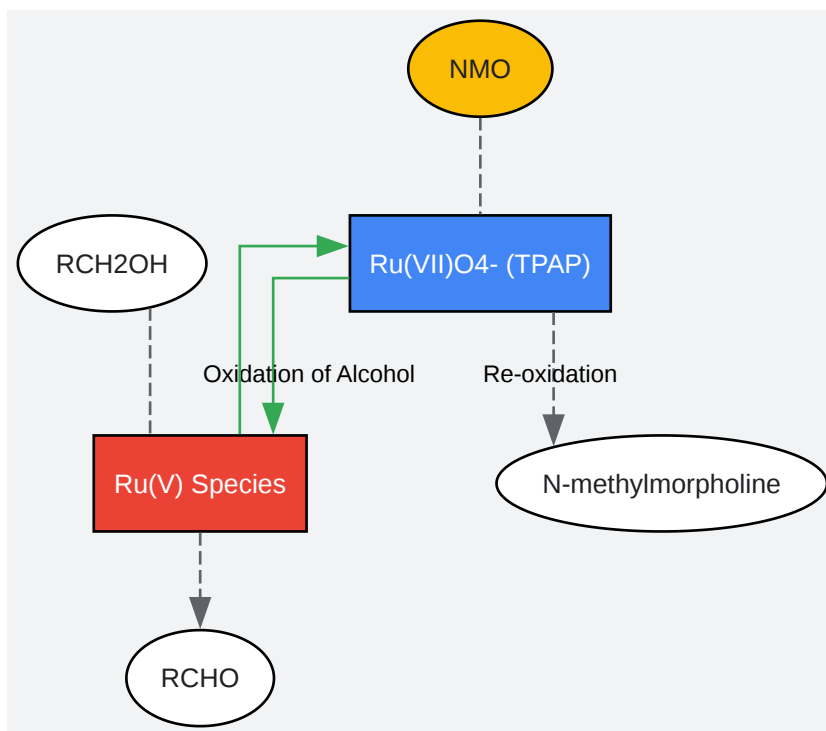 NMO
RCH2OH
Ru(VII)O4- (TPAP)
Oxidation of Alcohol
Re-oxidation
Ru(V) Species
N-methylmorpholine
RCHO